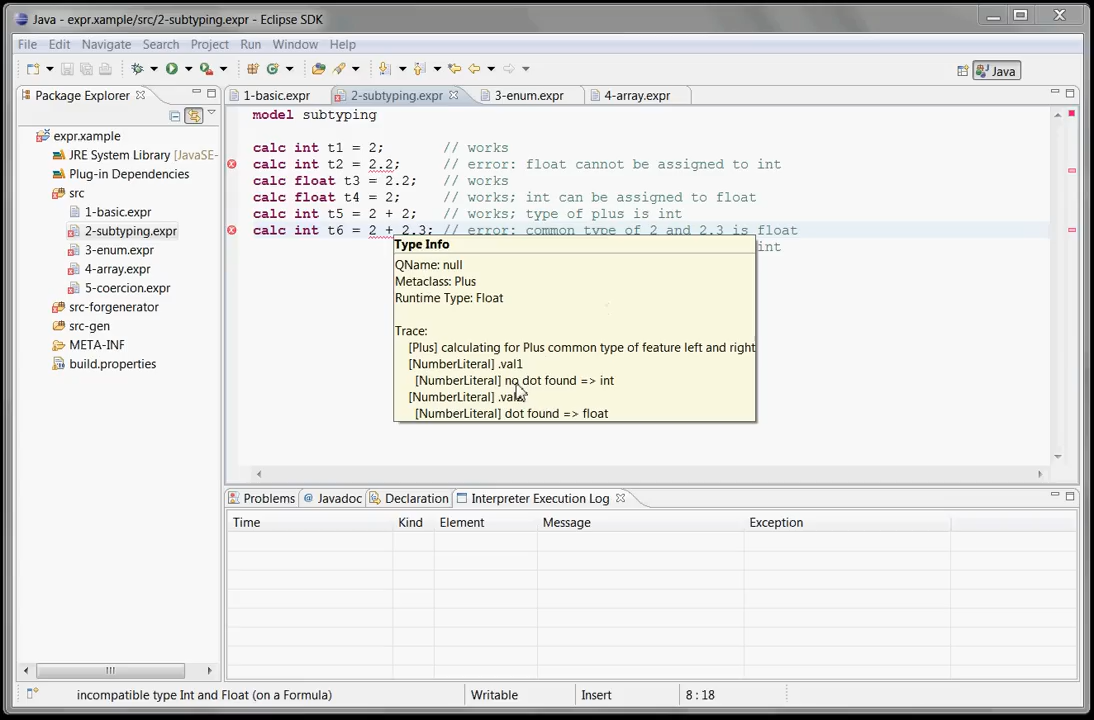 Java - expr.xample/src/2-subtyping.expr - Eclipse SDK
File Edit Navigate Search Project Run Window Help
Java
Package Explorer
1-basic.expr 2-subtyping.expr 3-enum.expr 4-array.expr
expr.xample
JRE System Library [JavaSE-
Plug-in Dependencies
src
1-basic.expr
2-subtyping.expr
3-enum.expr
4-array.expr
5-coercion.expr
src-forgenerator
src-gen
META-INF
build.properties
model subtyping
calc int t1 = 2; // works
calc int t2 = 2.2; // error: float cannot be assigned to int
calc float t3 = 2.2; // works
calc float t4 = 2; // works; int can be assigned to float
calc int t5 = 2 + 2; // works; type of plus is int
calc int t6 = 2 + 2.3; // error: common type of 2 and 2.3 is float
int
Type Info
QName: null
Metaclass: Plus
Runtime Type: Float
Trace:
[Plus] calculating for Plus common type of feature left and right
[NumberLiteral] .val1
[NumberLiteral] no dot found => int
[NumberLiteral]
[NumberLiteral] dot found => float
Problems Javadoc Declaration Interpreter Execution Log
Time Kind Element Message Exception
incompatible type Int and Float (on a Formula) Writable Insert 8 : 18